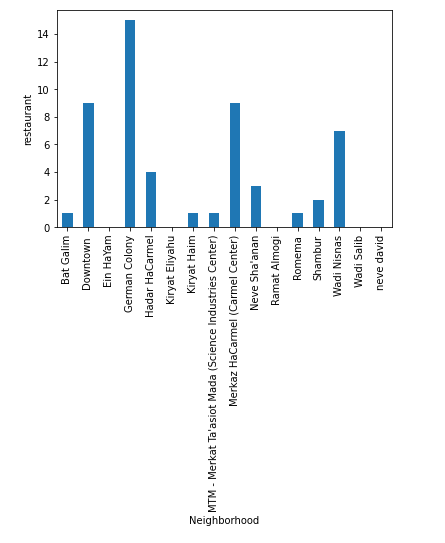 14
12
10
8
6
4
2
0
restaurant
Bat Galim
Downtown
Ein HaYam
German Colony
Hadar HaCarmel
Kiryat Eliyahu
Kiryat Haim
MTM - Merkat Ta'asiot Mada (Science Industries Center)
Merkaz HaCarmel (Carmel Center)
Neve Sha'anan
Ramat Almogi
Romema
Shambur
Wadi Nisnas
Wadi Salib
neve david
Neighborhood